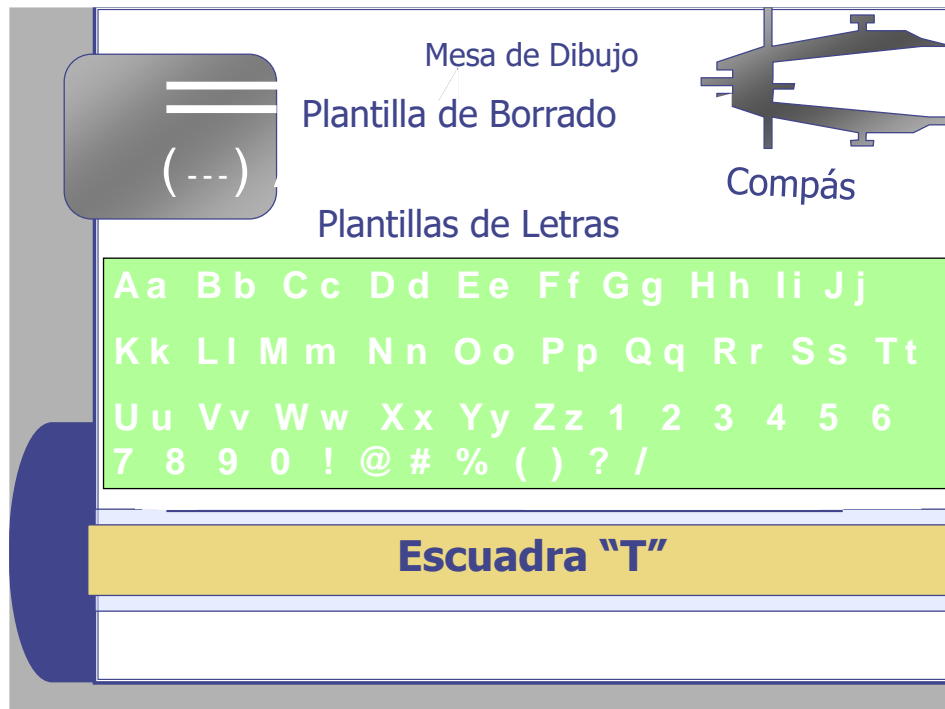 Mesa de Dibujo
Plantilla de Borrado
(---)
Compás
Plantillas de Letras
Aa Bb Cc Dd Ee Ff Gg Hh Ii Jj
Kk Ll Mm Nn Oo Pp Qq Rr Ss Tt
Uu Vv Ww Xx Yy Zz 1 2 3 4 5 6
7 8 9 0 ! @ # % ( ) ? /
Escuadra “T”